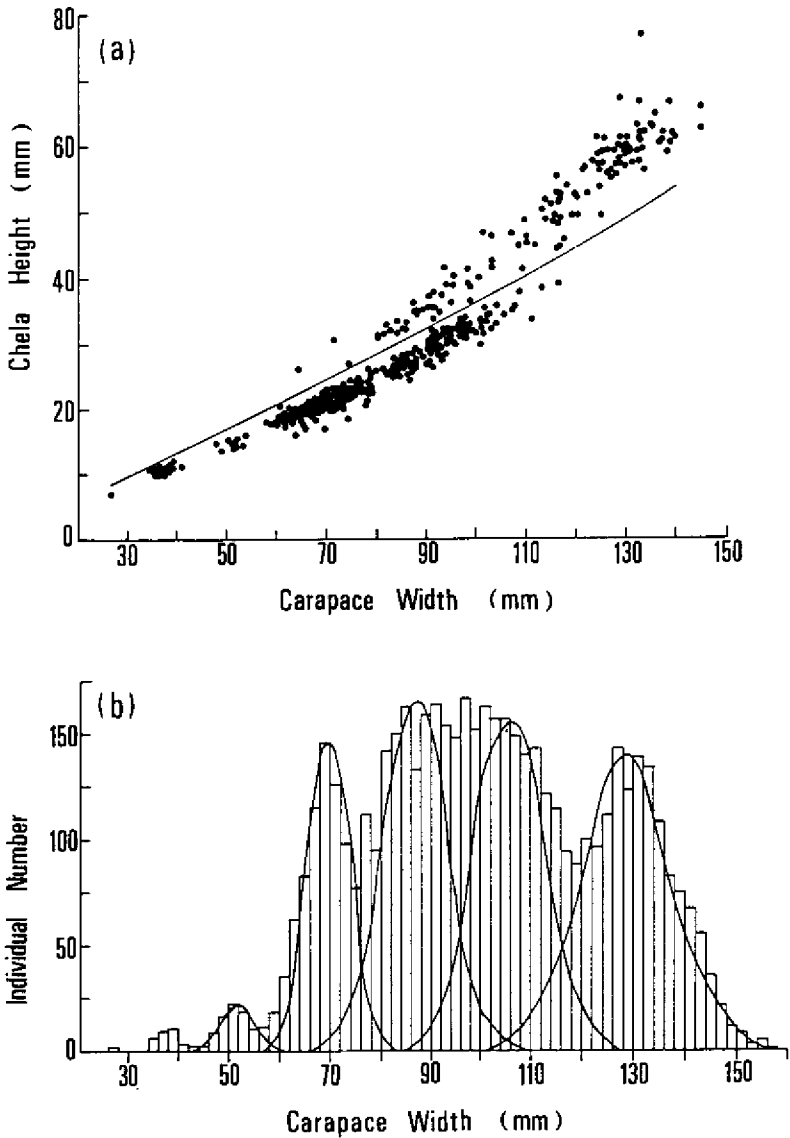 (a)
80
60
40
20
0
Chela Height (mm)
30 50 70 90 110 130 150
Carapace Width (mm)
(b)
150
100
50
0
Individual Number
30 50 70 90 110 130 150
Carapace Width (mm)